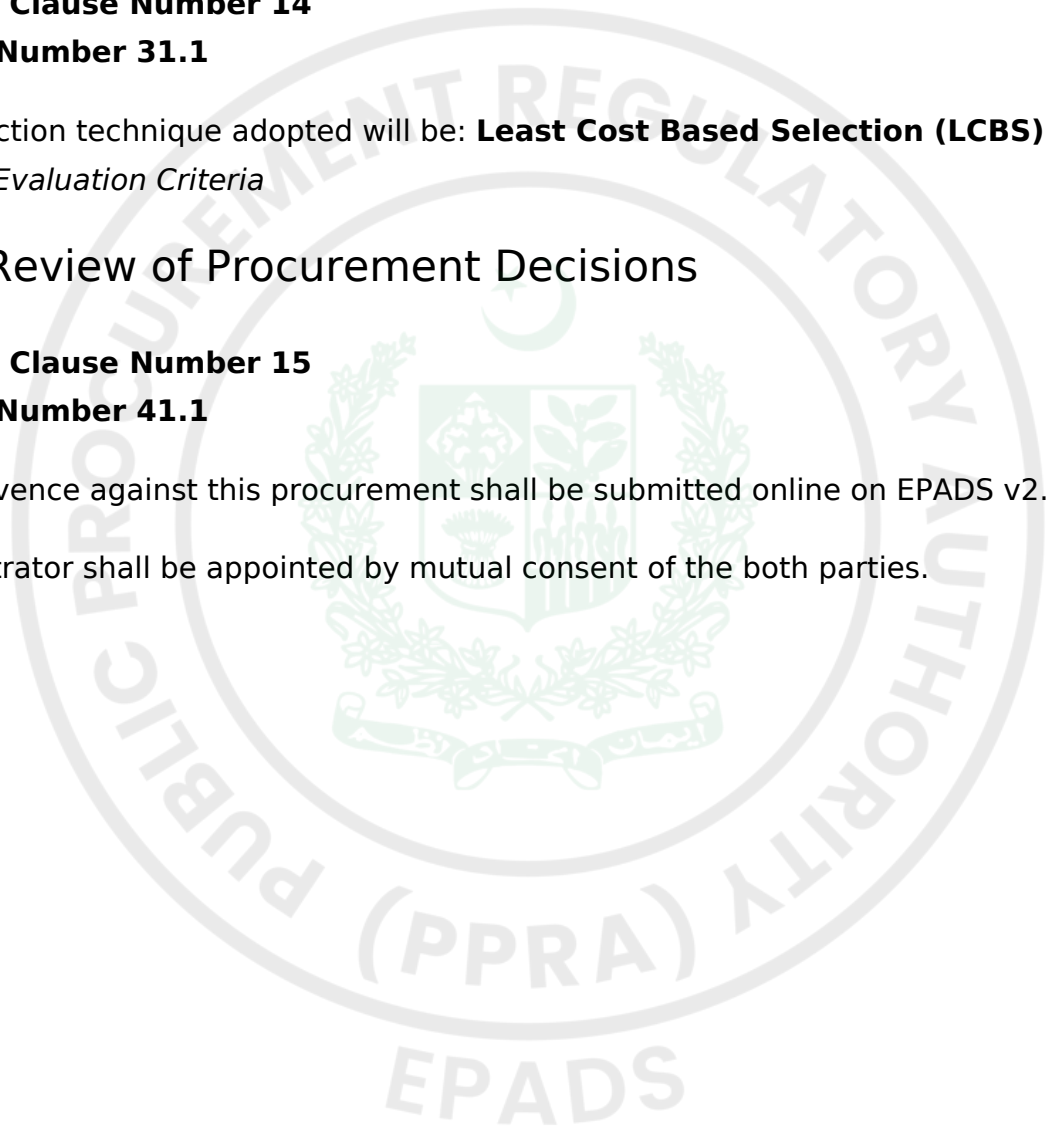 Clause Number 14
Number 31.1
ction technique adopted will be: Least Cost Based Selection (LCBS)
Evaluation Criteria
Review of Procurement Decisions
Clause Number 15
Number 41.1
vence against this procurement shall be submitted online on EPADS v2.
trator shall be appointed by mutual consent of the both parties.
PUBLIC PROCUREMENT REGULATORY AUTHORITY
(PPRA)
EPADS